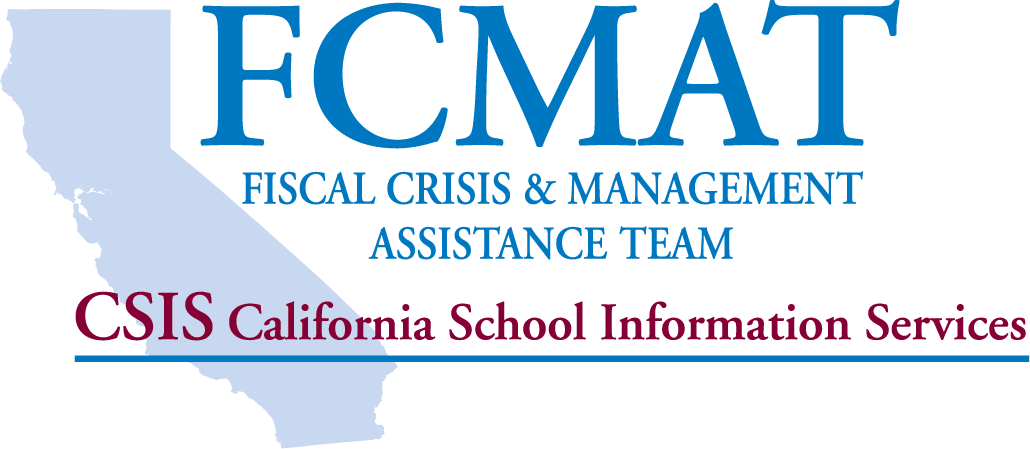 FCMAT
FISCAL CRISIS & MANAGEMENT
ASSISTANCE TEAM
CSIS California School Information Services